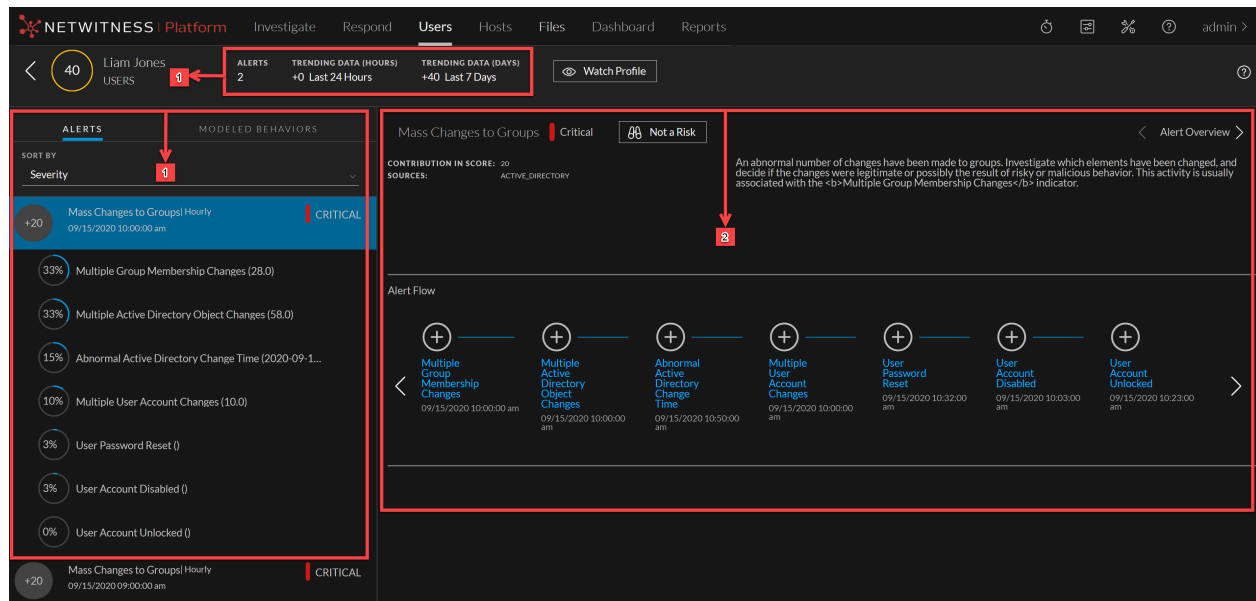 NETWITNESS | Platform Investigate Respond Users Hosts Files Dashboard Reports admin >
40 Liam Jones
USERS
1
ALERTS TRENDING DATA (HOURS) TRENDING DATA (DAYS)
2 +0 Last 24 Hours +40 Last 7 Days
Watch Profile
ALERTS MODELED BEHAVIORS
SORT BY
Severity
1
+20 Mass Changes to Groups| Hourly CRITICAL
09/15/2020 10:00:00 am
33% Multiple Group Membership Changes (28.0)
33% Multiple Active Directory Object Changes (58.0)
15% Abnormal Active Directory Change Time (2020-09-1...
10% Multiple User Account Changes (10.0)
3% User Password Reset ()
3% User Account Disabled ()
0% User Account Unlocked ()
+20 Mass Changes to Groups| Hourly CRITICAL
09/15/2020 09:00:00 am
Mass Changes to Groups Critical Not a Risk Alert Overview
CONTRIBUTION IN SCORE: 20
SOURCES: ACTIVE_DIRECTORY
An abnormal number of changes have been made to groups. Investigate which elements have been changed, and
decide if the changes were legitimate or possibly the result of risky or malicious behavior. This activity is usually
associated with the <b>Multiple Group Membership Changes</b> indicator.
2
Alert Flow
Multiple
Group
Membership
Changes
09/15/2020 10:00:00 am
Multiple
Active
Directory
Object
Changes
09/15/2020 10:00:00
am
Abnormal
Active
Directory
Change
Time
09/15/2020 10:50:00
am
Multiple
User
Account
Changes
09/15/2020 10:00:00
am
User
Password
Reset
09/15/2020 10:32:00
am
User
Account
Disabled
09/15/2020 10:03:00
am
User
Account
Unlocked
09/15/2020 10:23:00
am